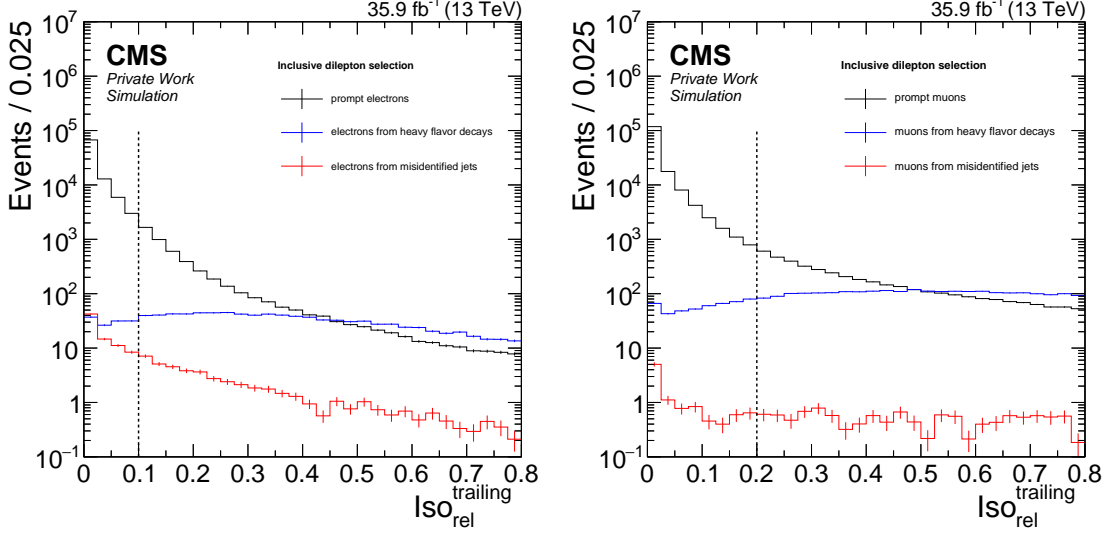 35.9 fb⁻¹ (13 TeV)
Events / 0.025
10⁷
10⁶
10⁵
10⁴
10³
10²
10
1
10⁻¹
CMS
Private Work
Simulation
Inclusive dilepton selection
prompt electrons
electrons from heavy flavor decays
electrons from misidentified jets
0 0.1 0.2 0.3 0.4 0.5 0.6 0.7 0.8
Iso_rel^trailing
35.9 fb⁻¹ (13 TeV)
Events / 0.025
10⁷
10⁶
10⁵
10⁴
10³
10²
10
1
10⁻¹
CMS
Private Work
Simulation
Inclusive dilepton selection
prompt muons
muons from heavy flavor decays
muons from misidentified jets
0 0.1 0.2 0.3 0.4 0.5 0.6 0.7 0.8
Iso_rel^trailing